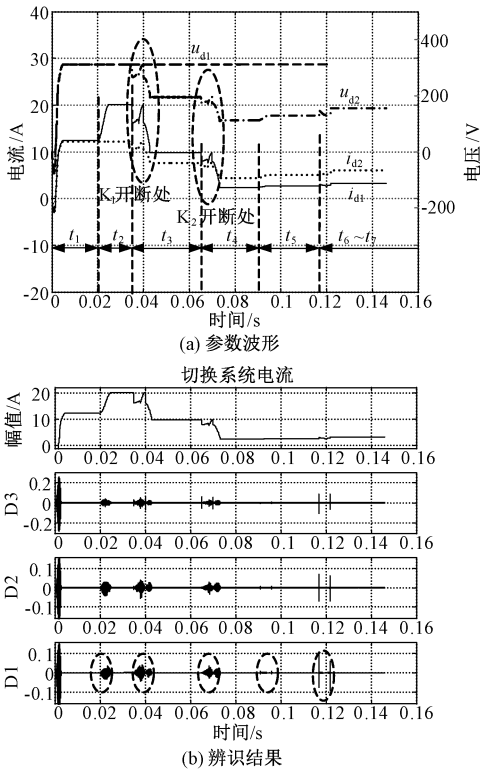 40
400
u_d1
30
200
u_d2
20
电流/A
0
电压/V
10
i_d2
i_d1
K₁开断处
K₂开断处
0
-200
t₁ t₂ t₃ t₄ t₅ t₆~t₇
-10
-20
0 0.02 0.04 0.06 0.08 0.1 0.12 0.14 0.16
时间/s
(a) 参数波形
切换系统电流
幅值/A
20
10
0
0 0.02 0.04 0.06 0.08 0.10 0.12 0.14 0.16
D3
0.2
0
-0.2
0 0.02 0.04 0.06 0.08 0.10 0.12 0.14 0.16
D2
0.1
0
-0.1
0 0.02 0.04 0.06 0.08 0.10 0.12 0.14 0.16
D1
0.1
0
-0.1
0 0.02 0.04 0.06 0.08 0.10 0.12 0.14 0.16
时间/s
(b) 辨识结果